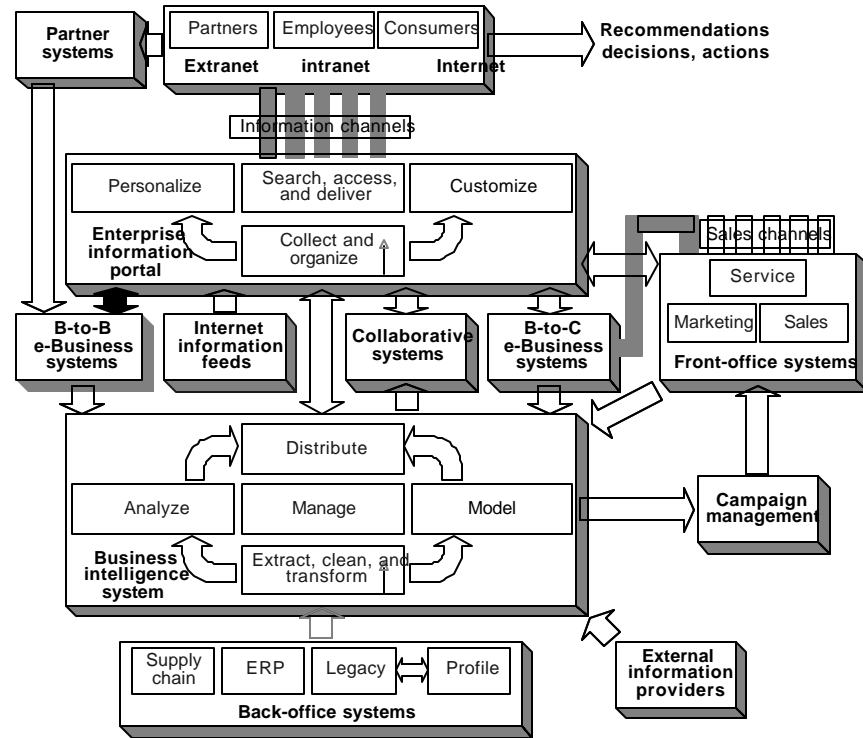 Partner
systems
Partners
Employees
Consumers
Extranet
intranet
Internet
Recommendations
decisions, actions
Information channels
Personalize
Search, access,
and deliver
Customize
Enterprise
information
portal
Collect and
organize
Sales channels
Service
Marketing
Sales
Front-office systems
B-to-B
e-Business
systems
Internet
information
feeds
Collaborative
systems
B-to-C
e-Business
systems
Distribute
Analyze
Manage
Model
Business
intelligence
system
Extract, clean, and
transform
Campaign
management
Supply
chain
ERP
Legacy
Profile
Back-office systems
External
information
providers